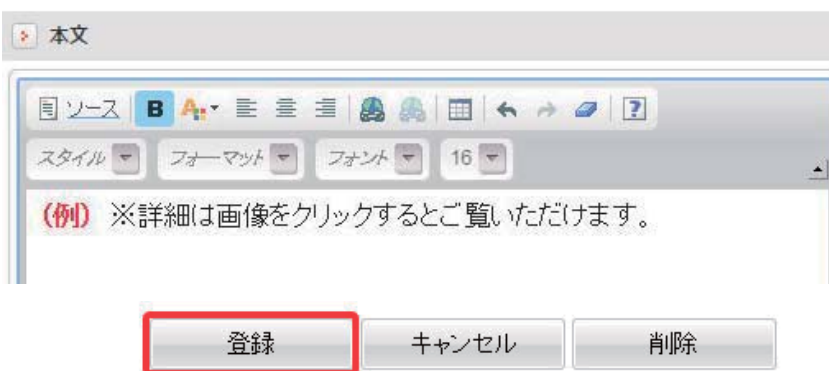 本文
ソース B A
スタイル フォーマット フォント 16
(例) ※詳細は画像をクリックするとご覧いただけます。
登録 キャンセル 削除